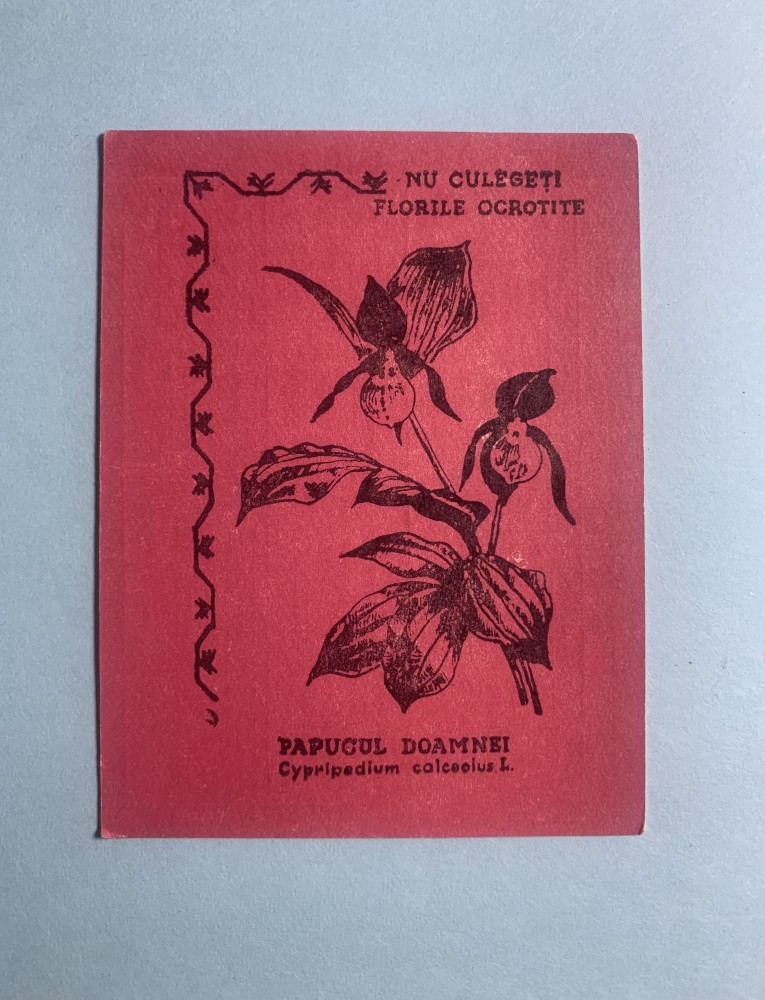 NU CULEGEȚI
FLORILE OCROTITE
PAPUCUL DOAMNEI
Cypripedium calceolus L.